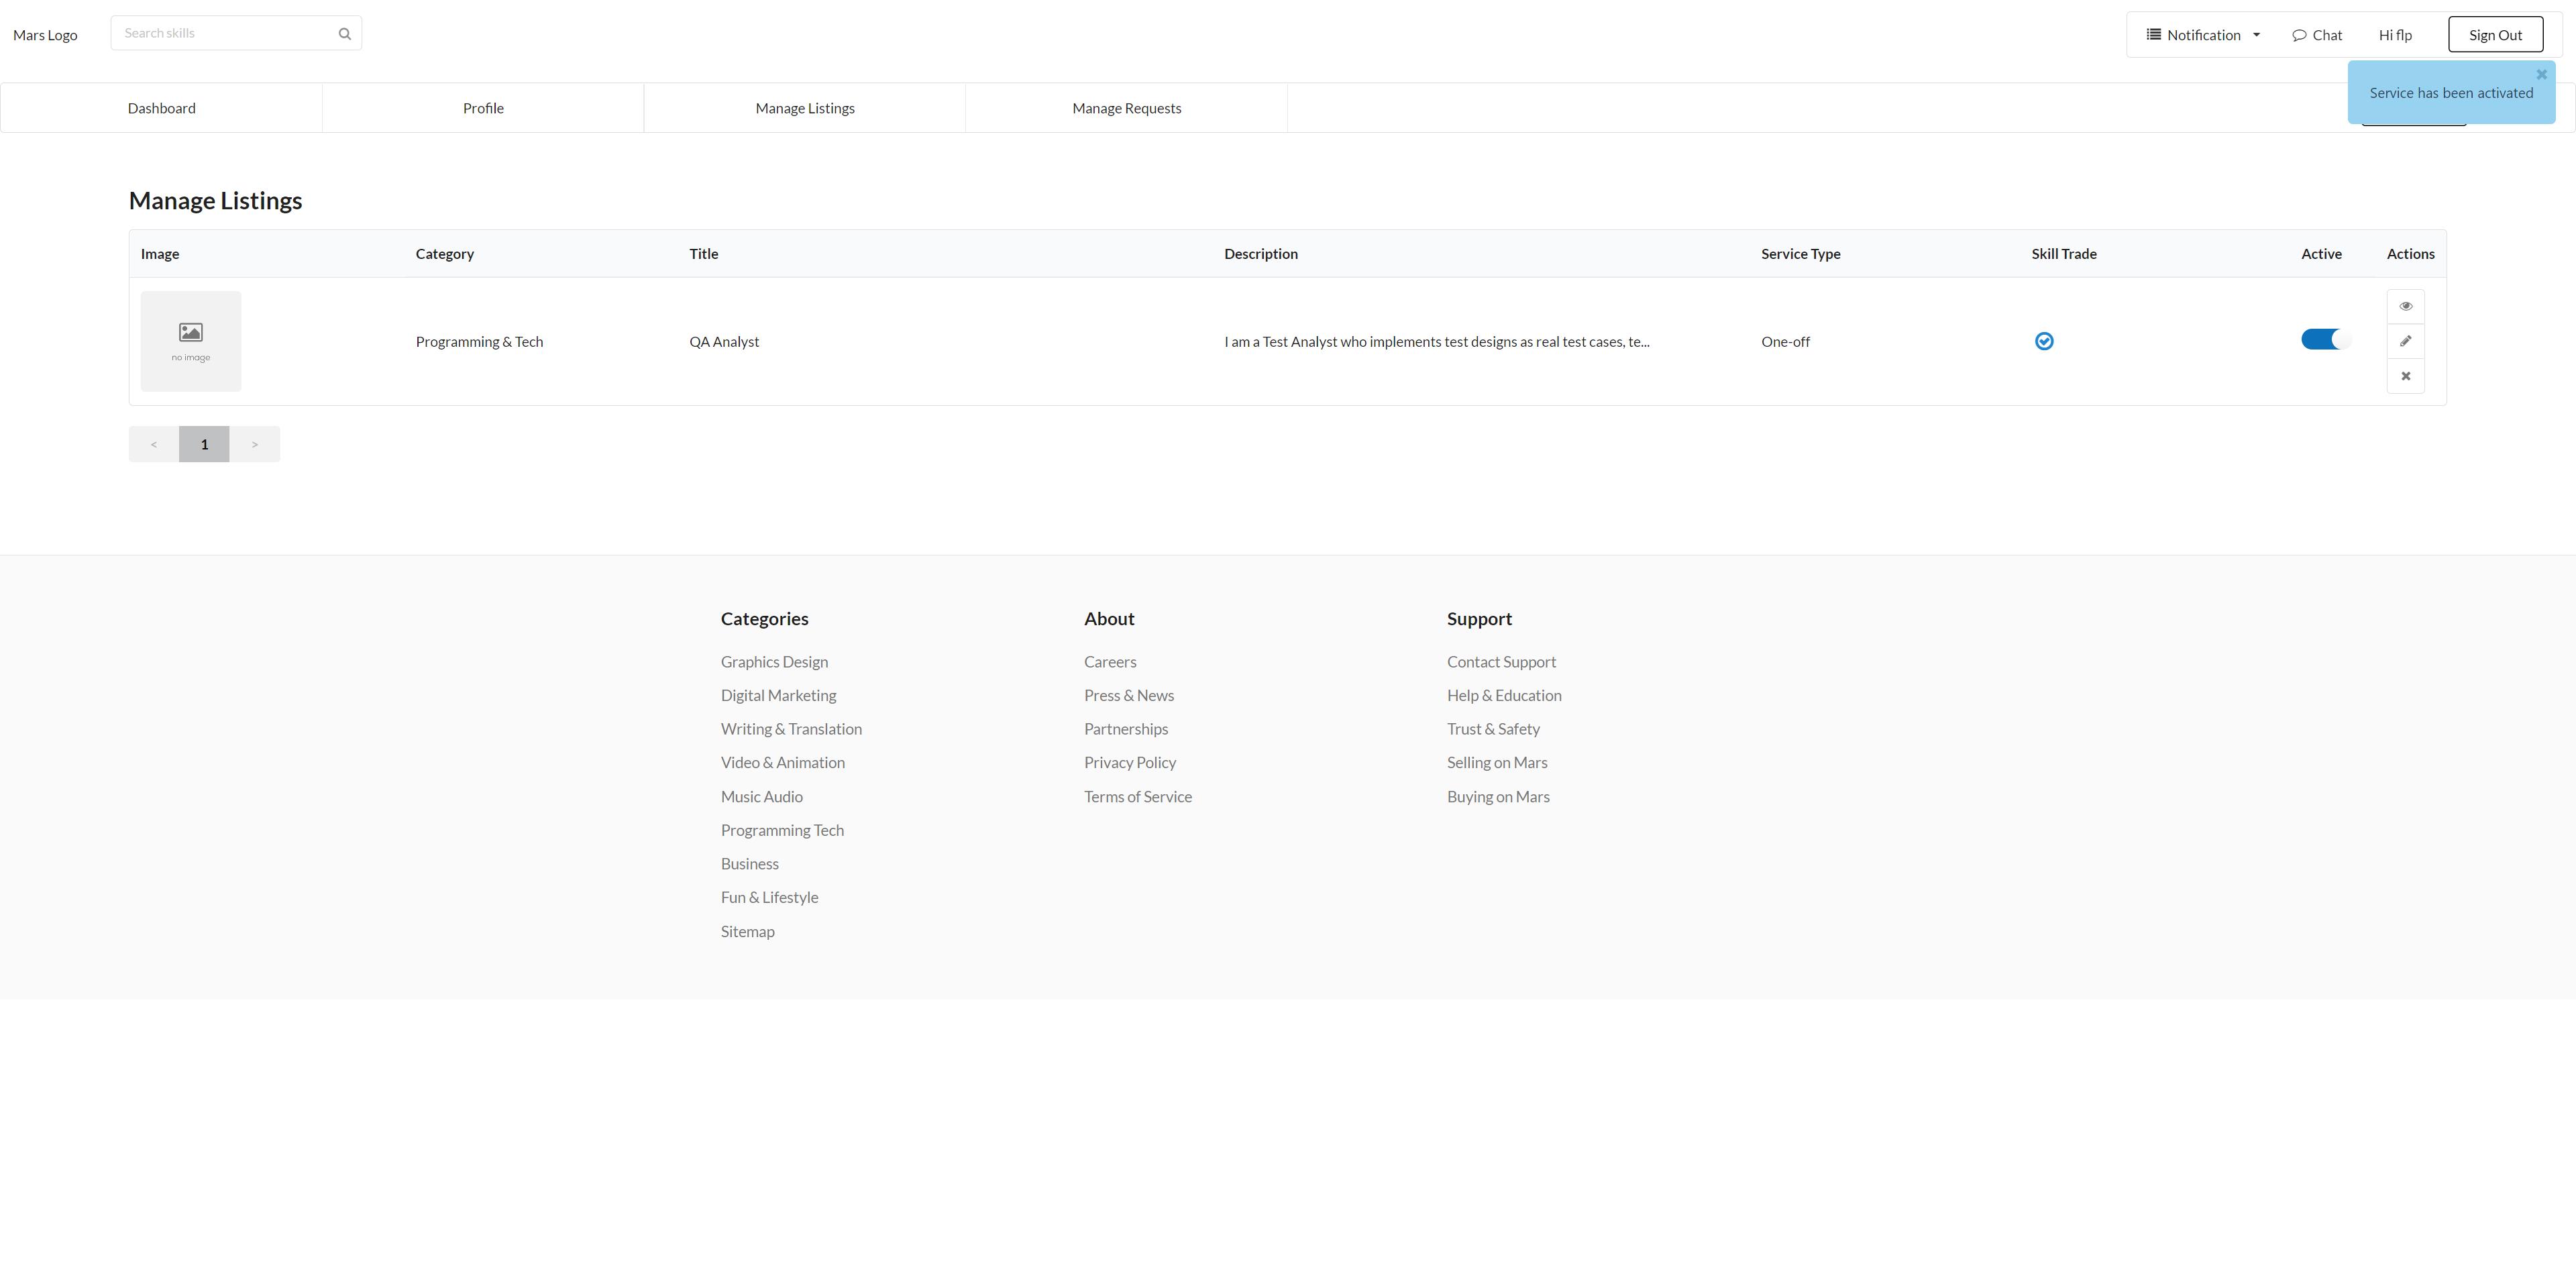 Mars Logo
Search skills
Notification
Chat
Hi flp
Sign Out
Service has been activated
Dashboard
Profile
Manage Listings
Manage Requests
Manage Listings
Image Category Title Description Service Type Skill Trade Active Actions
no image
Programming & Tech QA Analyst I am a Test Analyst who implements test designs as real test cases, te... One-off
< 1 >
Categories
Graphics Design
Digital Marketing
Writing & Translation
Video & Animation
Music Audio
Programming Tech
Business
Fun & Lifestyle
Sitemap
About
Careers
Press & News
Partnerships
Privacy Policy
Terms of Service
Support
Contact Support
Help & Education
Trust & Safety
Selling on Mars
Buying on Mars